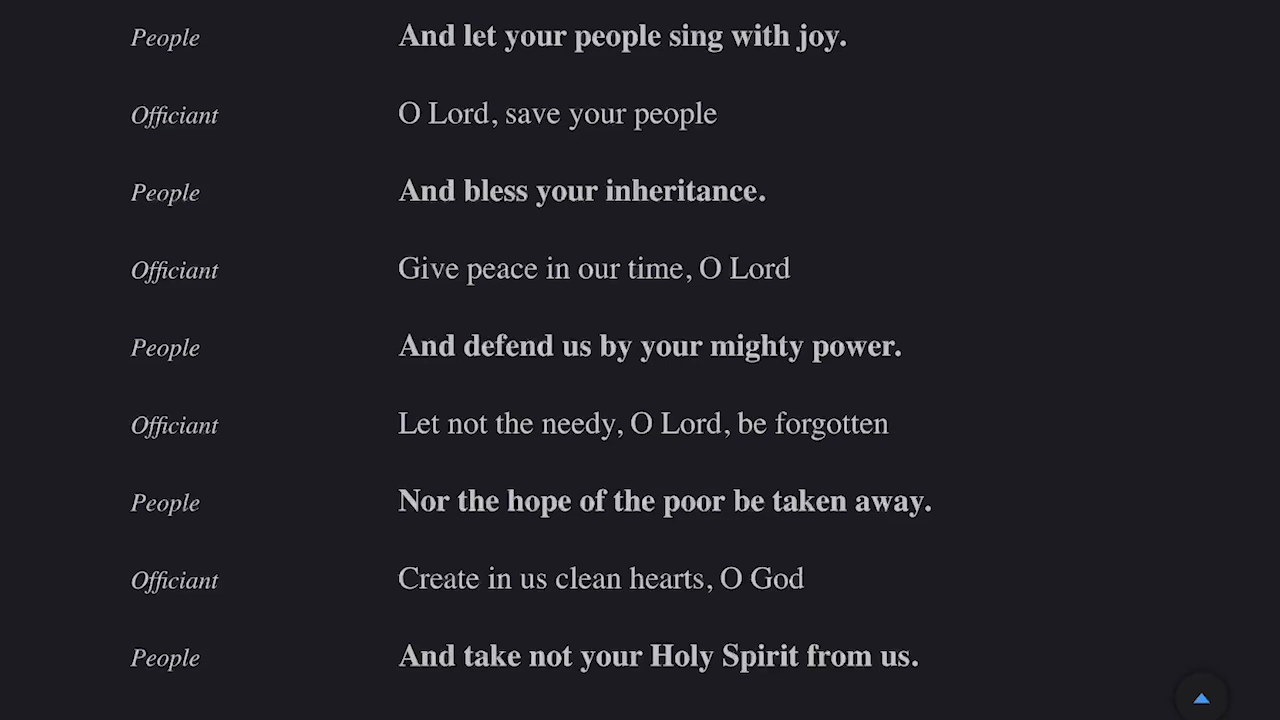 People And let your people sing with joy.
Officiant O Lord, save your people
People And bless your inheritance.
Officiant Give peace in our time, O Lord
People And defend us by your mighty power.
Officiant Let not the needy, O Lord, be forgotten
People Nor the hope of the poor be taken away.
Officiant Create in us clean hearts, O God
People And take not your Holy Spirit from us.